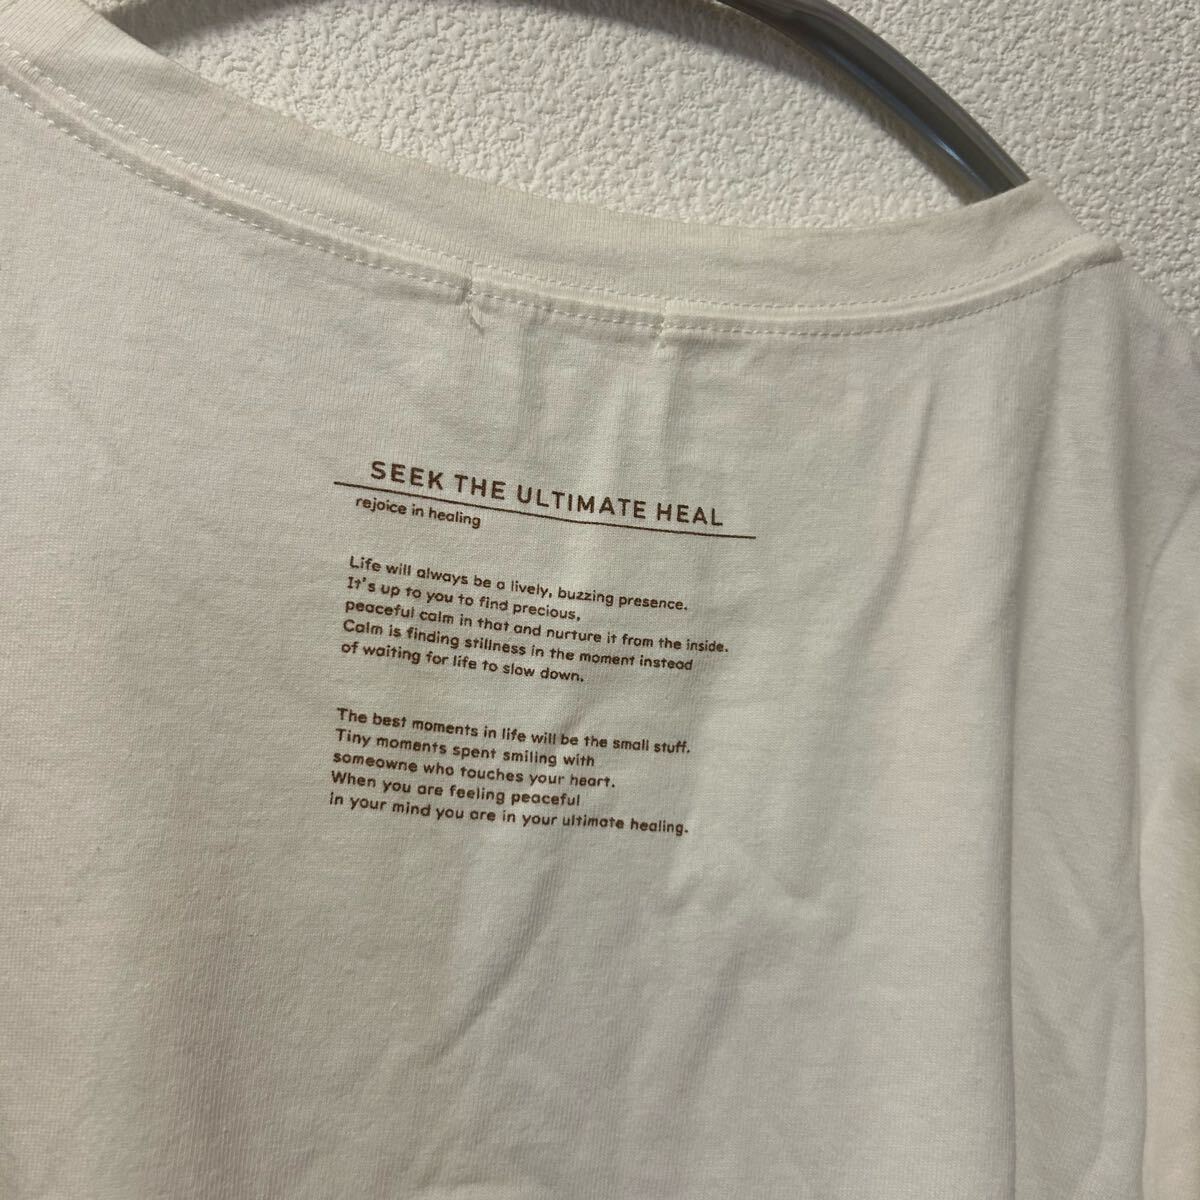 SEEK THE ULTIMATE HEAL
rejoice in healing
Life will always be a lively, buzzing presence.
It's up to you to find precious,
peaceful calm in that and nurture it from the inside.
Calm is finding stillness in the moment instead
of waiting for life to slow down.
The best moments in life will be the small stuff.
Tiny moments spent smiling with
someowne who touches your heart.
When you are feeling peaceful
in your mind you are in your ultimate healing.